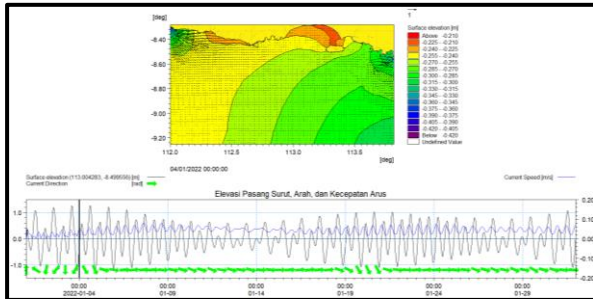 [deg]
-8.40
-8.60
-8.80
-9.00
-9.20
112.0
112.5
113.0
113.5
[deg]
04/01/2022 00:00:00
1
Surface elevation [m]
Above -0.210
-0.225 - -0.210
-0.240 - -0.225
-0.255 - -0.240
-0.270 - -0.255
-0.285 - -0.270
-0.300 - -0.285
-0.315 - -0.300
-0.330 - -0.315
-0.345 - -0.330
-0.360 - -0.345
-0.375 - -0.360
-0.390 - -0.375
-0.405 - -0.390
-0.420 - -0.405
Below -0.420
Undefined Value
Surface elevation [m]
Current Direction [rad]
Current Speed [m/s]
Elevasi Pasang Surut, Arah, dan Kecepatan Arus
1.0
0.0
-1.0
0.20
0.10
0.00
-0.10
-0.20
00:00
2022-01-04
00:00
01-09
00:00
01-14
00:00
01-19
00:00
01-24
00:00
01-29